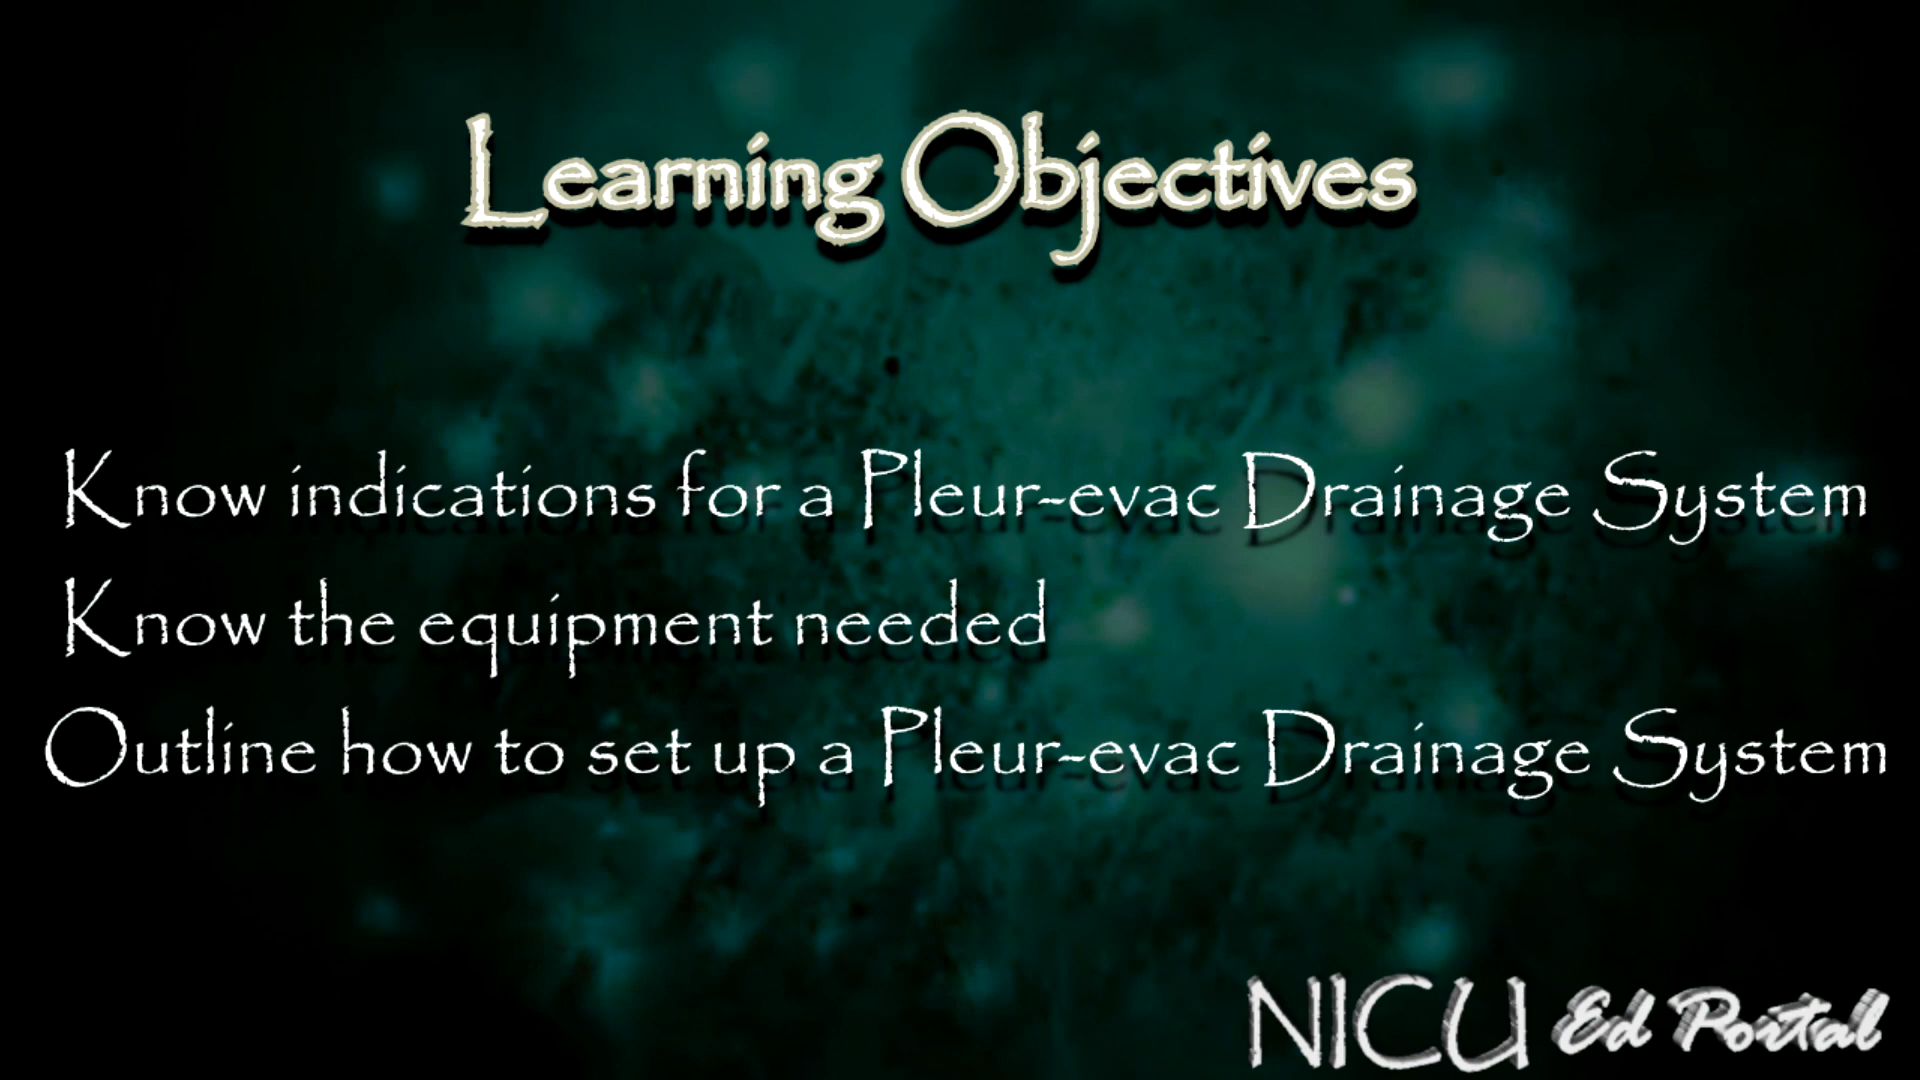 Learning Objectives
Know indications for a Pleur-evac Drainage System
Know the equipment needed
Outline how to set up a Pleur-evac Drainage System
NICU Ed Portal